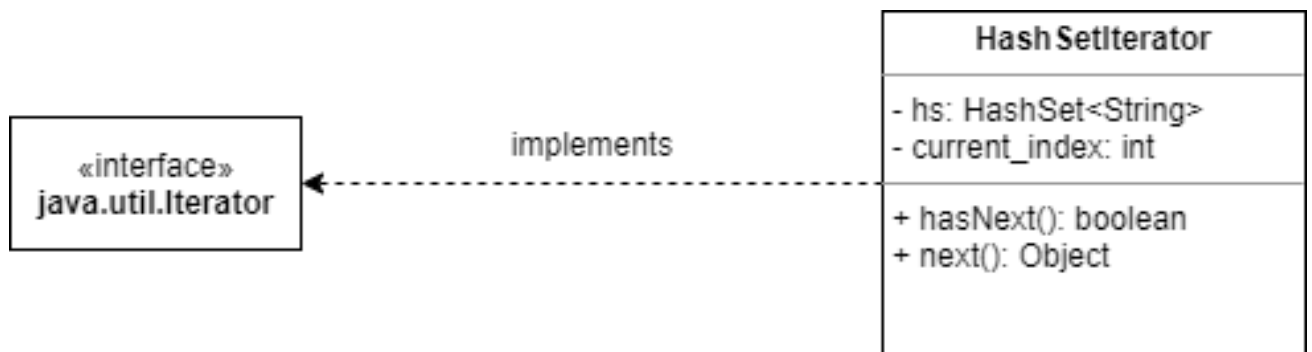 «interface»
java.util.Iterator
implements
HashSetIterator
- hs: HashSet<String>
- current_index: int
+ hasNext(): boolean
+ next(): Object